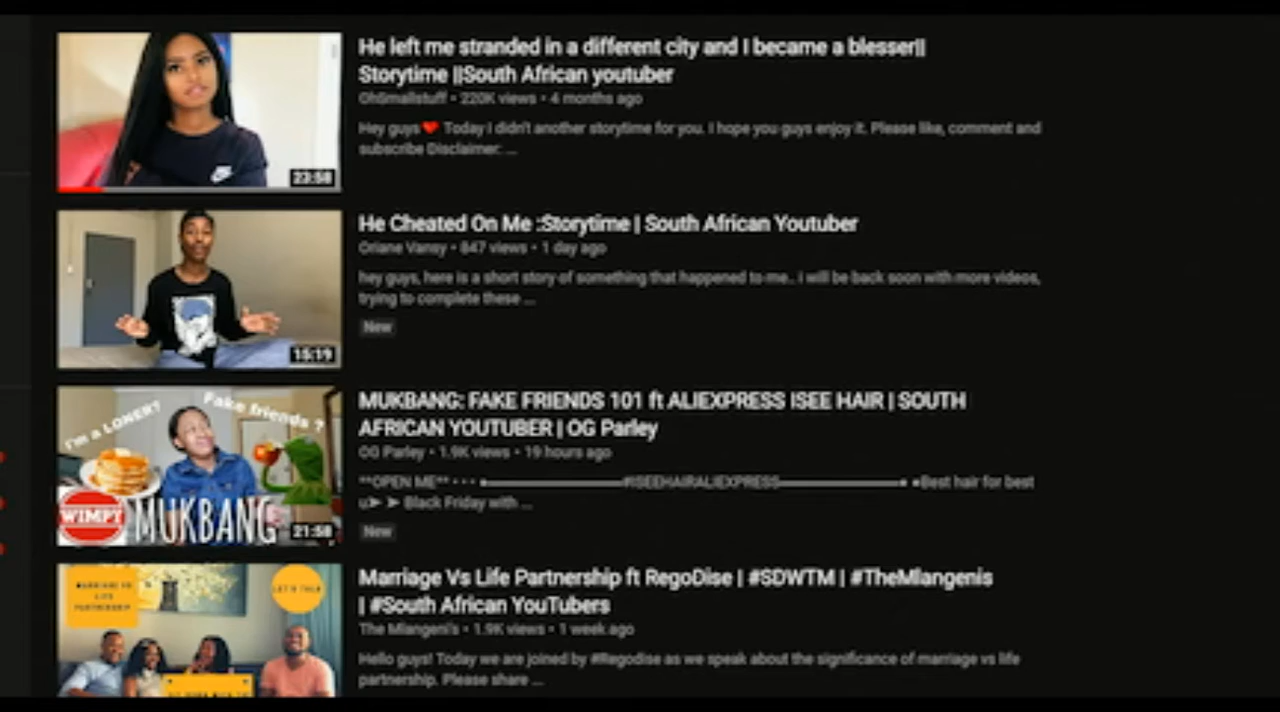 He left me stranded in a different city and I became a blesser||
Storytime ||South African youtuber
OhSmallstuff • 220K views • 4 months ago
Hey guys❤ Today I didn't another storytime for you. I hope you guys enjoy it. Please like, comment and
subscribe Disclaimer: ...
23:58
He Cheated On Me :Storytime | South African Youtuber
Oriane Vansy • 847 views • 1 day ago
hey guys, here is a short story of something that happened to me.. i will be back soon with more videos,
trying to complete these ...
New
15:19
I'm a LONER?
Fake friends ?
WIMPY
MUKBANG
21:58
MUKBANG: FAKE FRIENDS 101 ft ALIEXPRESS ISEE HAIR | SOUTH
AFRICAN YOUTUBER | OG Parley
OG Parley • 1.9K views • 19 hours ago
**OPEN ME** • • • •━━━━━━━━#ISEEHAIRALIEXPRESS━━━━━━━━• •Best hair for best
u➤ ➤ Black Friday with ...
New
MARRIAGE VS
LIFE
PARTNERSHIP
LET'S TALK
Marriage Vs Life Partnership ft RegoDise | #SDWTM | #TheMlangenis
| #South African YouTubers
The Mlangeni's • 1.9K views • 1 week ago
Hello guys! Today we are joined by #Regodise as we speak about the significance of marriage vs life
partnership. Please share ...